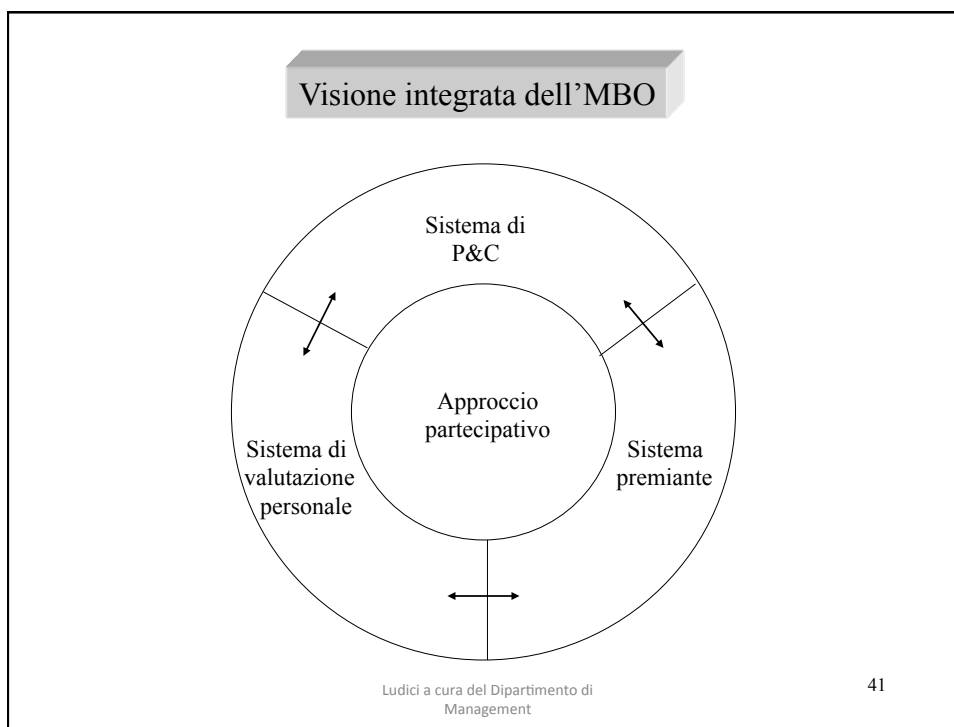 Visione integrata dell’MBO
Sistema di
P&C
Approccio
partecipativo
Sistema di
valutazione
personale
Sistema
premiante
Ludici a cura del Dipartimento di
Management
41